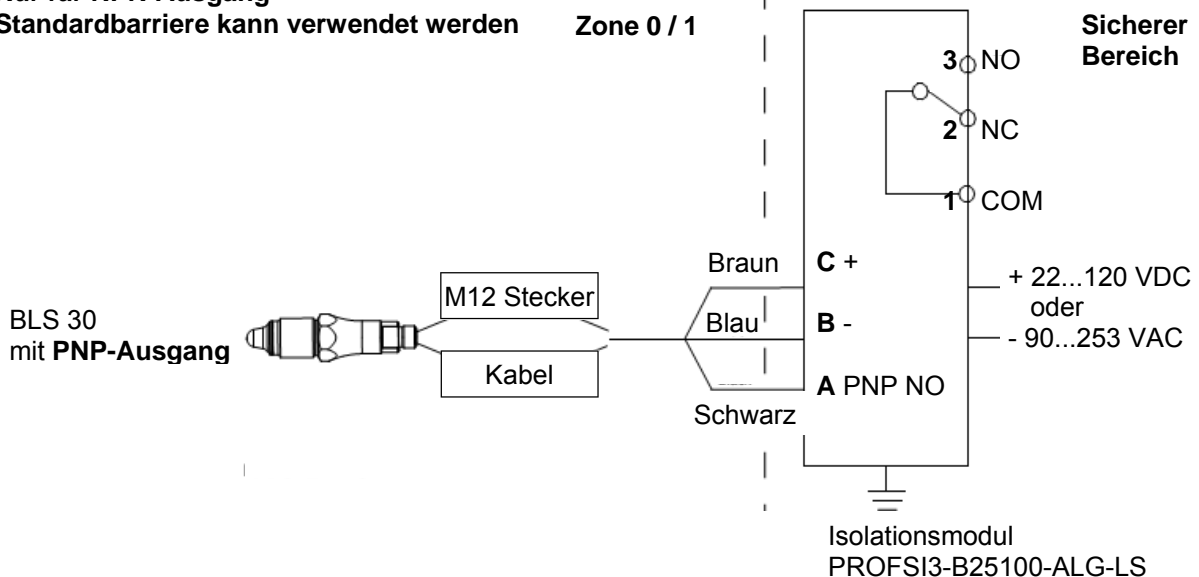 Standardbarriere kann verwendet werden
Zone 0 / 1
Sicherer
Bereich
3 NO
2 NC
1 COM
Braun
C +
+ 22...120 VDC
oder
- 90...253 VAC
M12 Stecker
Blau
B -
BLS 30
mit PNP-Ausgang
Kabel
A PNP NO
Schwarz
Isolationsmodul
PROFSI3-B25100-ALG-LS